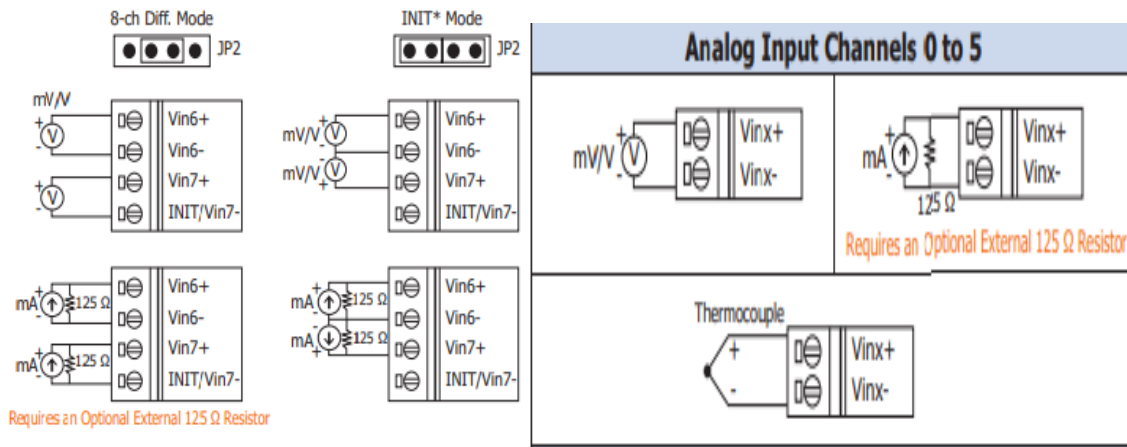 8-ch Diff. Mode
JP2
mV/V
+
V
-
+
V
-
Vin6+
Vin6-
Vin7+
INIT/Vin7-
mA
+
-
125 Ω
mA
+
-
125 Ω
Vin6+
Vin6-
Vin7+
INIT/Vin7-
Requires an Optional External 125 Ω Resistor
INIT* Mode
JP2
mV/V
+
V
-
mV/V
-
V
+
Vin6+
Vin6-
Vin7+
INIT/Vin7-
mA
+
-
125 Ω
mA
-
+
125 Ω
Vin6+
Vin6-
Vin7+
INIT/Vin7-
Analog Input Channels 0 to 5
mV/V
+
V
-
Vinx+
Vinx-
mA
+
-
125 Ω
Vinx+
Vinx-
Requires an Optional External 125 Ω Resistor
Thermocouple
+
-
Vinx+
Vinx-